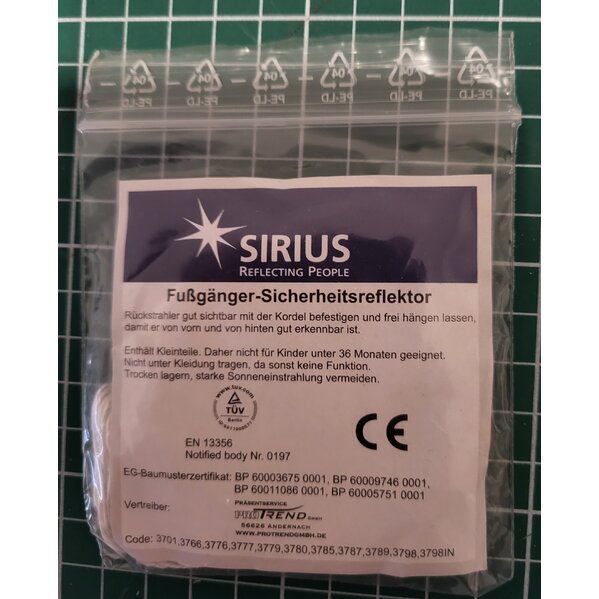 04 04 04 04 04 04
PE-LD PE-LD PE-LD PE-LD PE-LD PE-LD
SIRIUS
REFLECTING PEOPLE
Fußgänger-Sicherheitsreflektor
Rückstrahler gut sichtbar mit der Kordel befestigen und frei hängen lassen,
damit er von vorn und von hinten gut erkennbar ist.
Enthält Kleinteile. Daher nicht für Kinder unter 36 Monaten geeignet.
Nicht unter Kleidung tragen, da sonst keine Funktion.
Trocken lagern, starke Sonneneinstrahlung vermeiden.
www.tuv.com
TÜV
Berlin
CE
EN 13356
Notified body Nr. 0197
EG-Baumusterzertifikat: BP 60003675 0001, BP 60009746 0001,
BP 60011086 0001, BP 60005751 0001
PRÄSENTSERVICE
Vertreiber: PROTREND GMBH
56626 ANDERNACH
WWW.PROTRENDGMBH.DE
Code: 3701,3766,3776,3777,3779,3780,3785,3787,3789,3798,3798IN